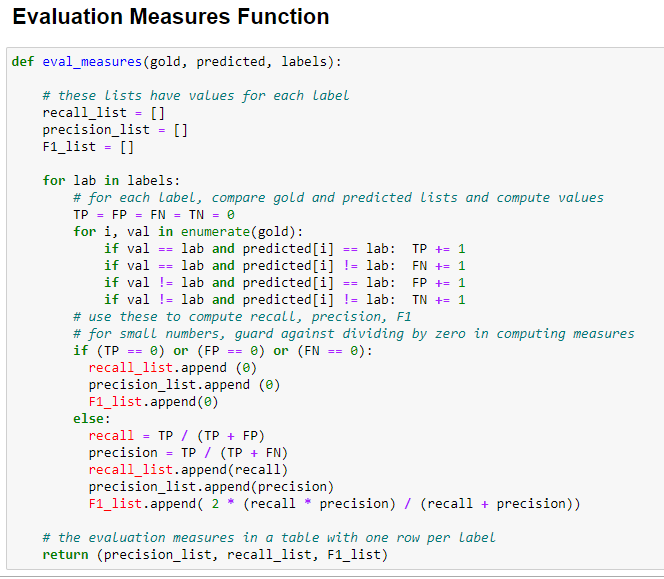 Evaluation Measures Function
def eval_measures(gold, predicted, labels):
# these lists have values for each label
recall_list = []
precision_list = []
F1_list = []
for lab in labels:
# for each label, compare gold and predicted lists and compute values
TP = FP = FN = TN = 0
for i, val in enumerate(gold):
if val == lab and predicted[i] == lab:  TP += 1
if val == lab and predicted[i] != lab:  FN += 1
if val != lab and predicted[i] == lab:  FP += 1
if val != lab and predicted[i] != lab:  TN += 1
# use these to compute recall, precision, F1
# for small numbers, guard against dividing by zero in computing measures
if (TP == 0) or (FP == 0) or (FN == 0):
recall_list.append (0)
precision_list.append (0)
F1_list.append(0)
else:
recall = TP / (TP + FP)
precision = TP / (TP + FN)
recall_list.append(recall)
precision_list.append(precision)
F1_list.append( 2 * (recall * precision) / (recall + precision))
# the evaluation measures in a table with one row per label
return (precision_list, recall_list, F1_list)